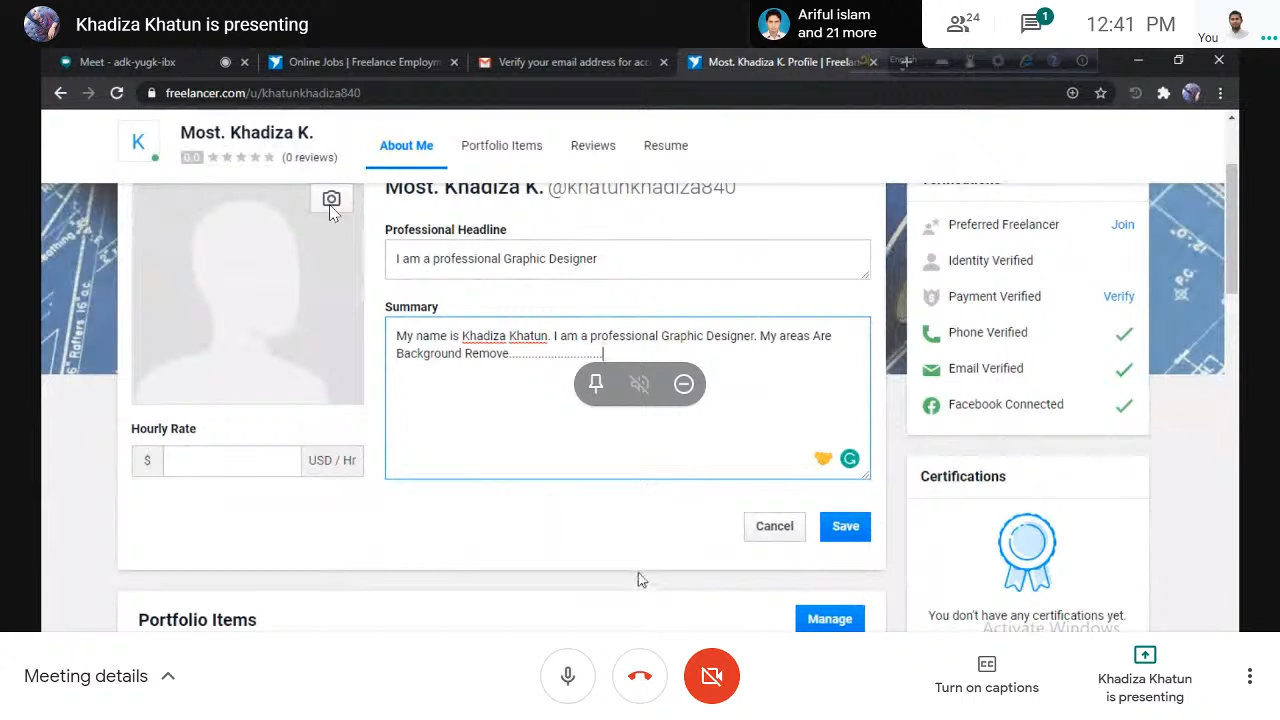 Khadiza Khatun is presenting
Ariful islam
and 21 more
24
1
12:41 PM
You
Meet - adk-yugk-ibx
Online Jobs | Freelance Employm
Verify your email address for acc
Most. Khadiza K. Profile | Freelan
English
freelancer.com/u/khatunkhadiza840
K
Most. Khadiza K.
0.0
(0 reviews)
About Me
Portfolio Items
Reviews
Resume
Most. Khadiza K. @khatunkhadiza840
Professional Headline
I am a professional Graphic Designer
Summary
My name is Khadiza Khatun. I am a professional Graphic Designer. My areas Are
Background Remove...........................
Hourly Rate
$
USD / Hr
Cancel
Save
Portfolio Items
Manage
Verifications
Preferred Freelancer
Join
Identity Verified
Payment Verified
Verify
Phone Verified
Email Verified
Facebook Connected
Certifications
You don't have any certifications yet.
Activate Windows
Meeting details
CC
Turn on captions
Khadiza Khatun
is presenting